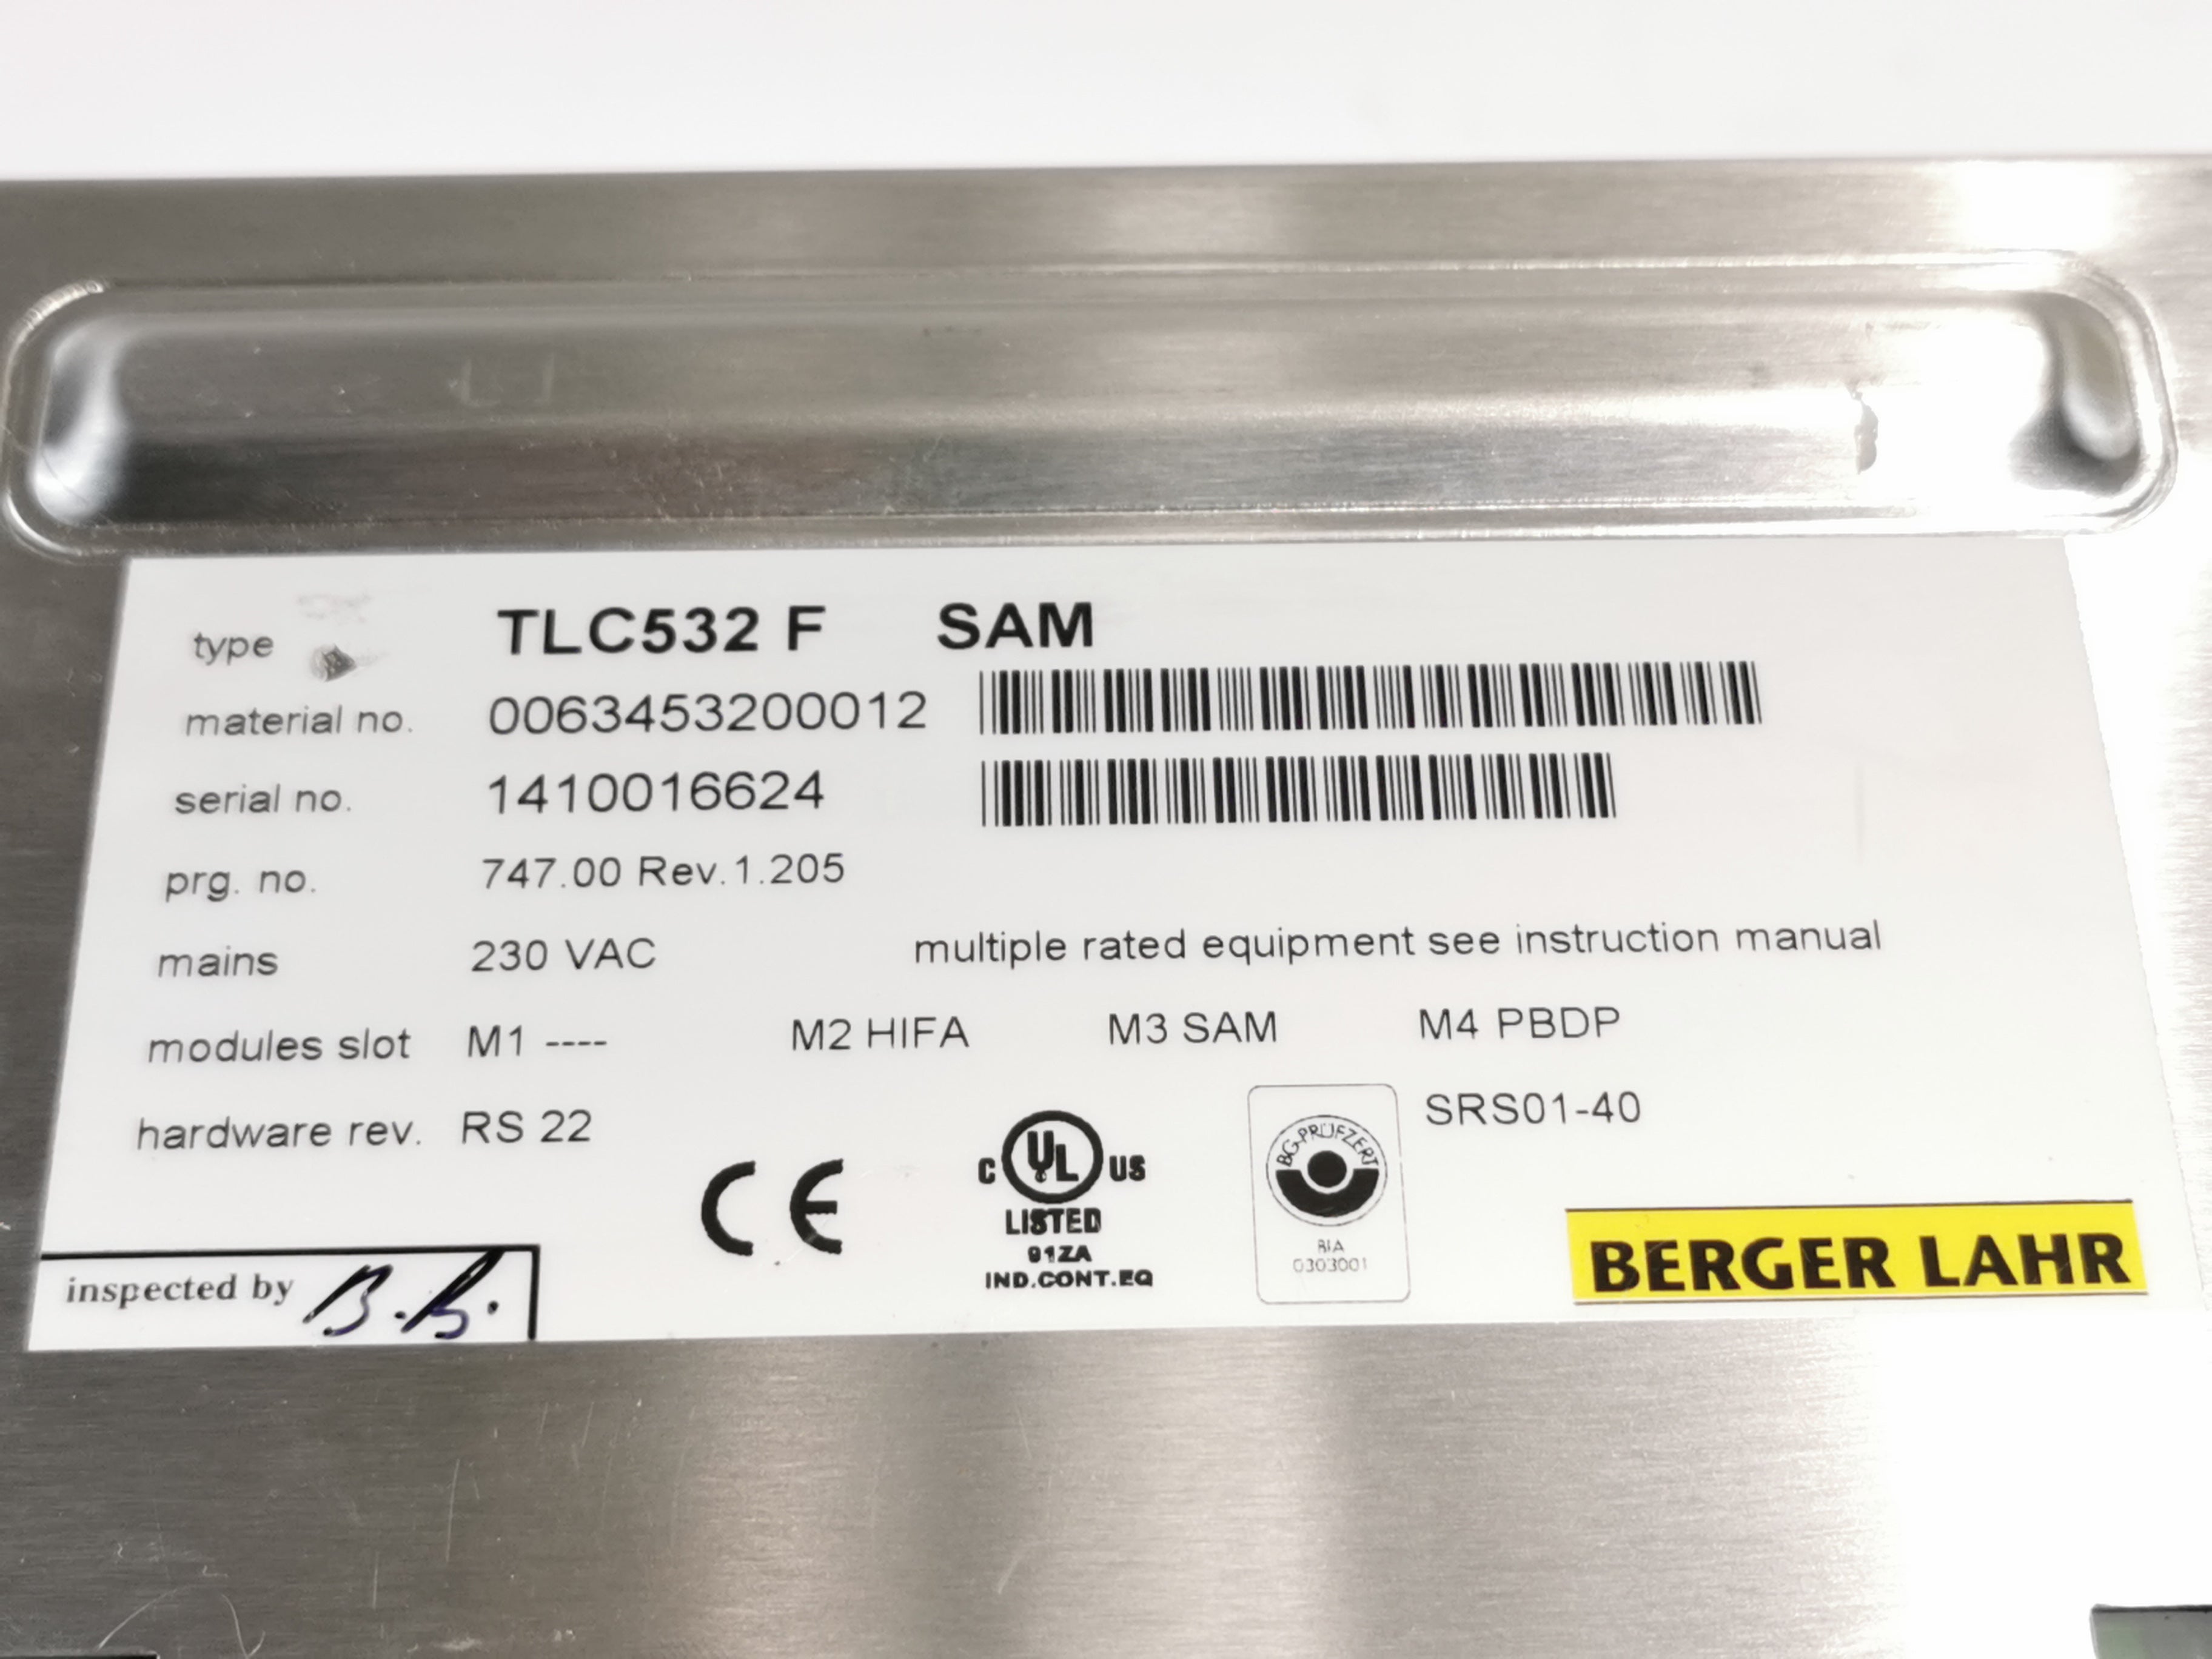 type TLC532 F SAM
material no. 0063453200012
serial no. 1410016624
prg. no. 747.00 Rev.1.205
mains 230 VAC multiple rated equipment see instruction manual
modules slot M1 ---- M2 HIFA M3 SAM M4 PBDP
hardware rev. RS 22
SRS01-40
CE
C UL US
LISTED
91ZA
IND.CONT.EQ
BG-PRÜFZERT
BIA
0303001
BERGER LAHR
inspected by